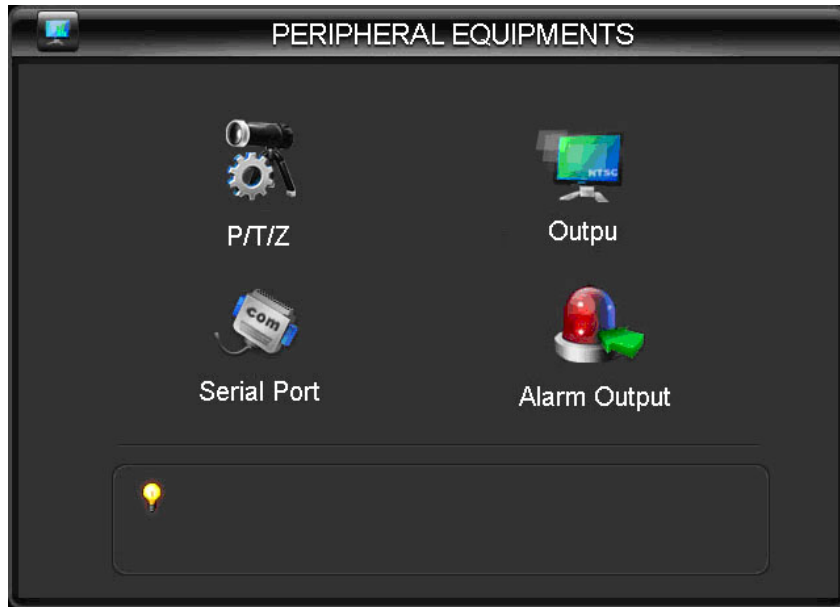 PERIPHERAL EQUIPMENTS
NTSC
P/T/Z
Outpu
com
Serial Port
Alarm Output